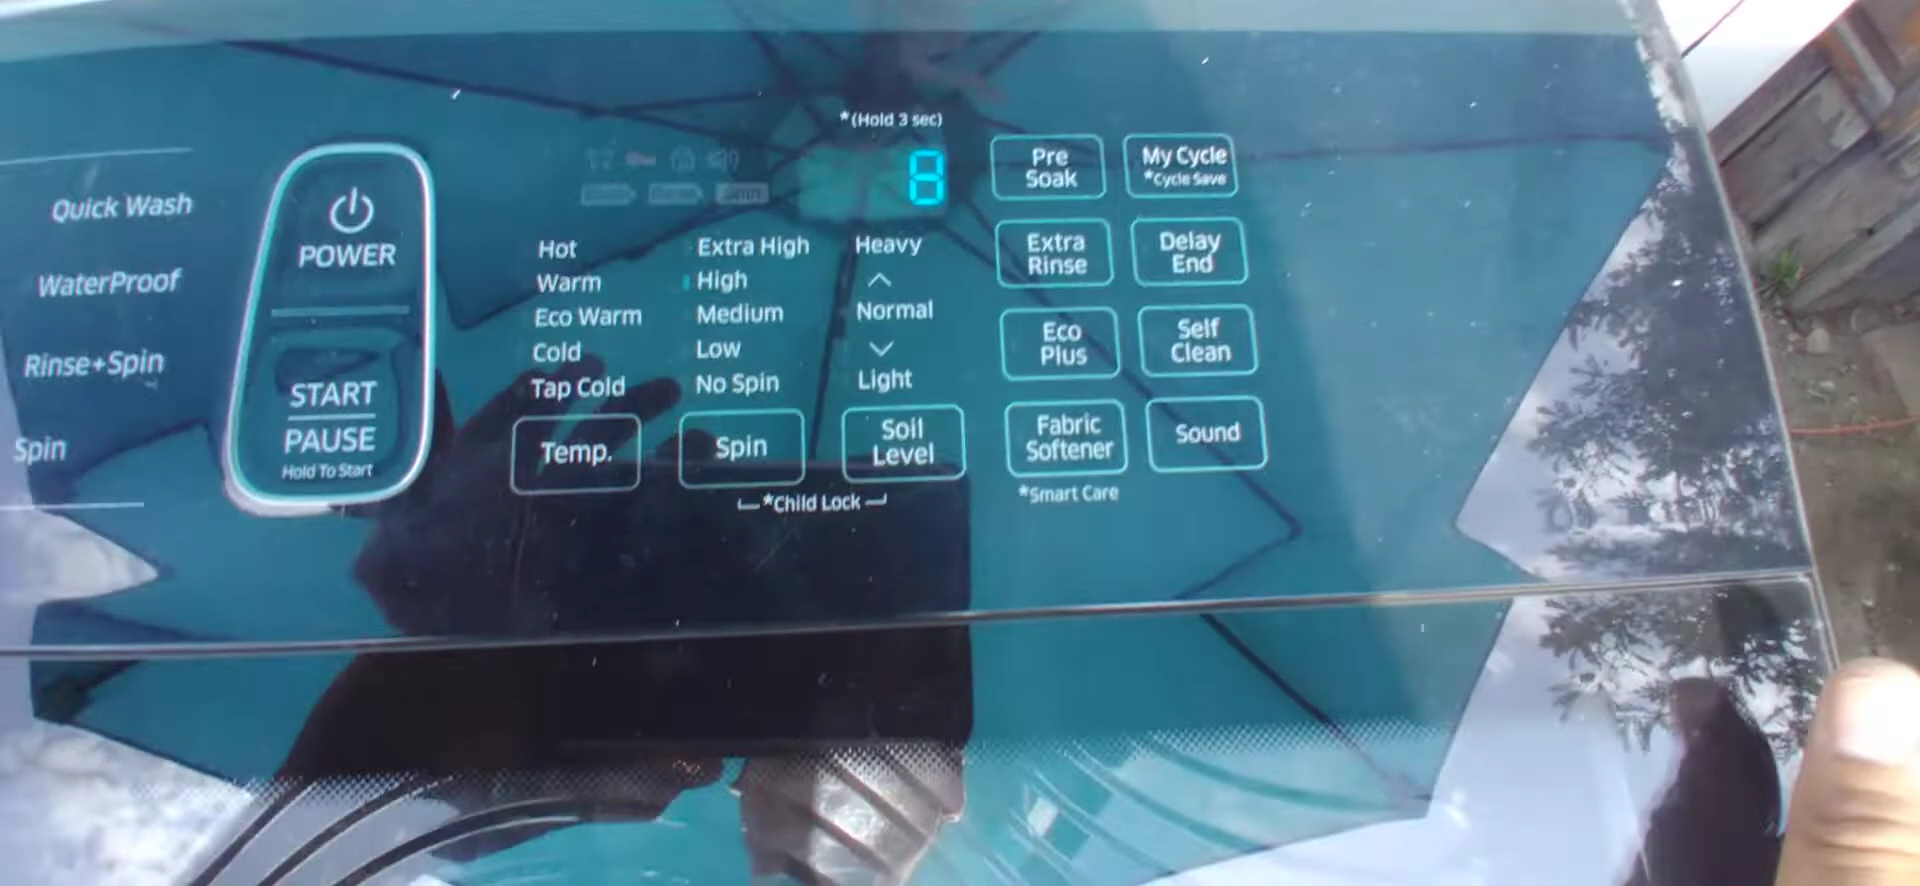 *(Hold 3 sec)
8
Quick Wash
WaterProof
Rinse+Spin
Spin
POWER
START
PAUSE
Hold To Start
Hot
Warm
Eco Warm
Cold
Tap Cold
Temp.
Extra High
High
Medium
Low
No Spin
Spin
Heavy
Normal
Light
Soil
Level
*Child Lock
Pre
Soak
My Cycle
*Cycle Save
Extra
Rinse
Delay
End
Eco
Plus
Self
Clean
Fabric
Softener
*Smart Care
Sound